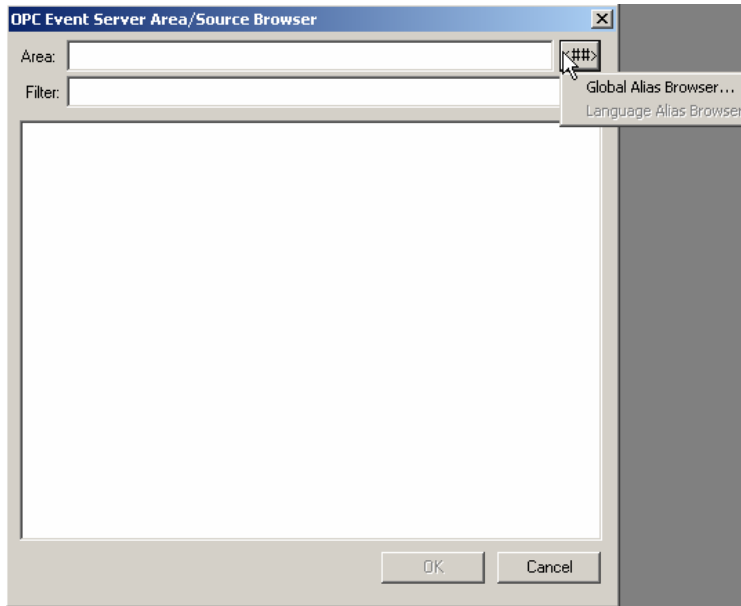 OPC Event Server Area/Source Browser
Area:
<##>
Filter:
Global Alias Browser...
Language Alias Browser
OK
Cancel